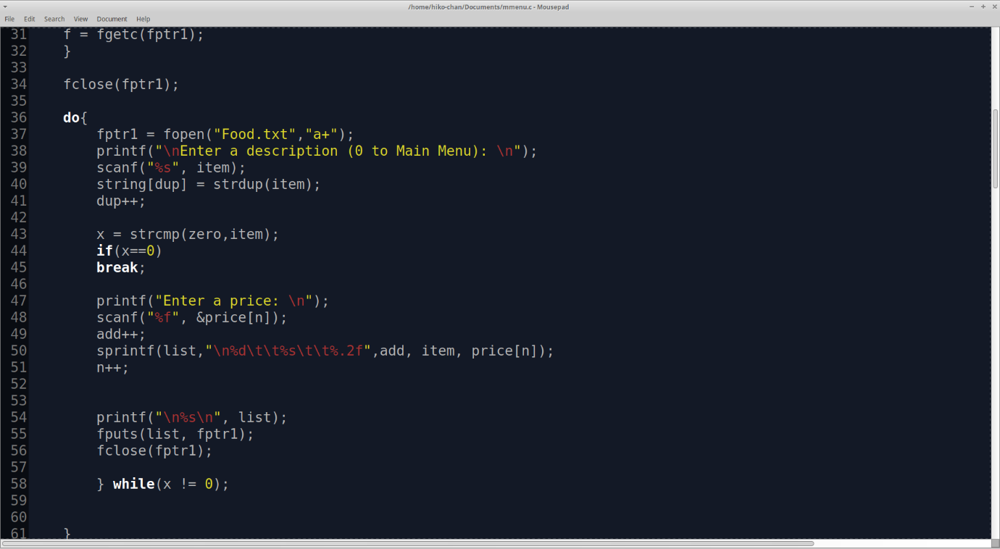 /home/hiko-chan/Documents/mmenu.c - Mousepad
File Edit Search View Document Help
31 f = fgetc(fptr1);
32 }
33
34 fclose(fptr1);
35
36 do{
37 fptr1 = fopen("Food.txt","a+");
38 printf("\nEnter a description (0 to Main Menu): \n");
39 scanf("%s", item);
40 string[dup] = strdup(item);
41 dup++;
42
43 x = strcmp(zero,item);
44 if(x==0)
45 break;
46
47 printf("Enter a price: \n");
48 scanf("%f", &price[n]);
49 add++;
50 sprintf(list,"\n%d\t\t%s\t\t%.2f",add, item, price[n]);
51 n++;
52
53
54 printf("\n%s\n", list);
55 fputs(list, fptr1);
56 fclose(fptr1);
57
58 } while(x != 0);
59
60
61 }